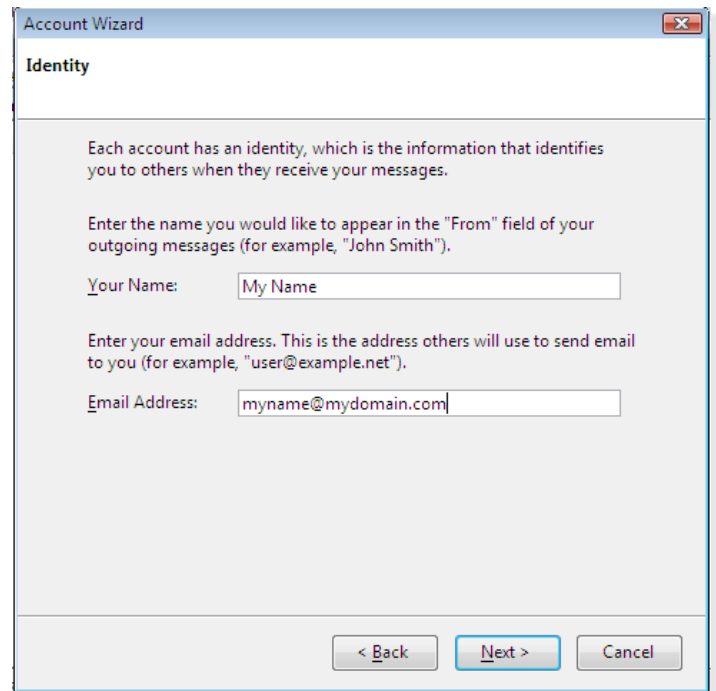 Account Wizard
Identity
Each account has an identity, which is the information that identifies
you to others when they receive your messages.
Enter the name you would like to appear in the "From" field of your
outgoing messages (for example, "John Smith").
Your Name: My Name
Enter your email address. This is the address others will use to send email
to you (for example, "user@example.net").
Email Address: myname@mydomain.com
< Back Next > Cancel